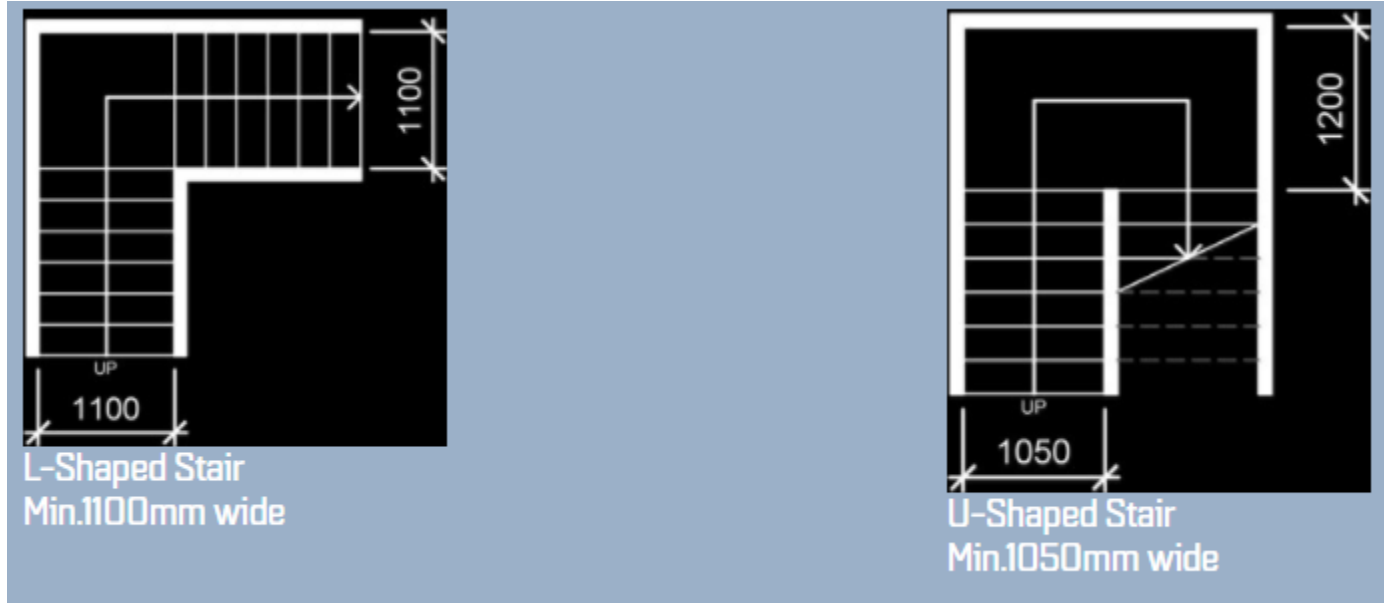 1100
UP
1100
L-Shaped Stair
Min.1100mm wide
1200
UP
1050
U-Shaped Stair
Min.1050mm wide